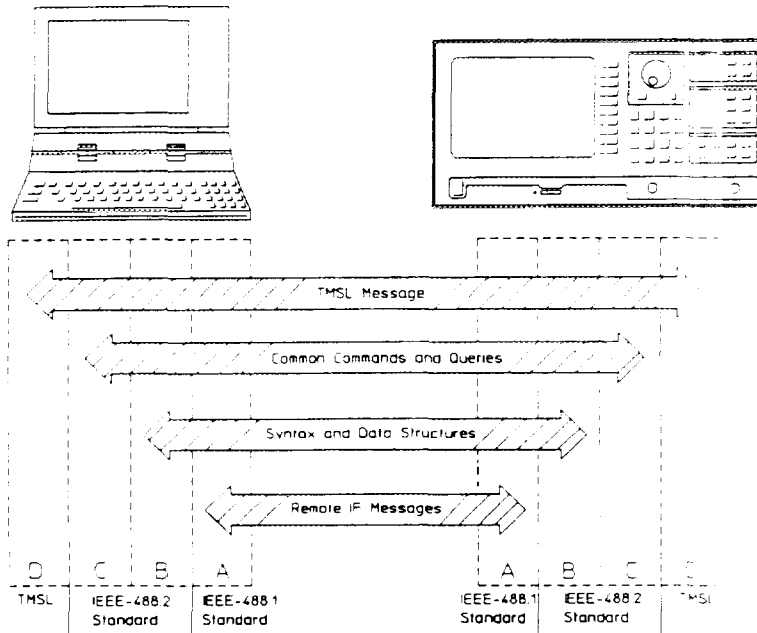 TMSL Message
Common Commands and Queries
Syntax and Data Structures
Remote IF Messages
D C B A A B C
TMSL IEEE-488.2 IEEE-488.1 IEEE-488.1 IEEE-488.2 TMSL
Standard Standard Standard Standard